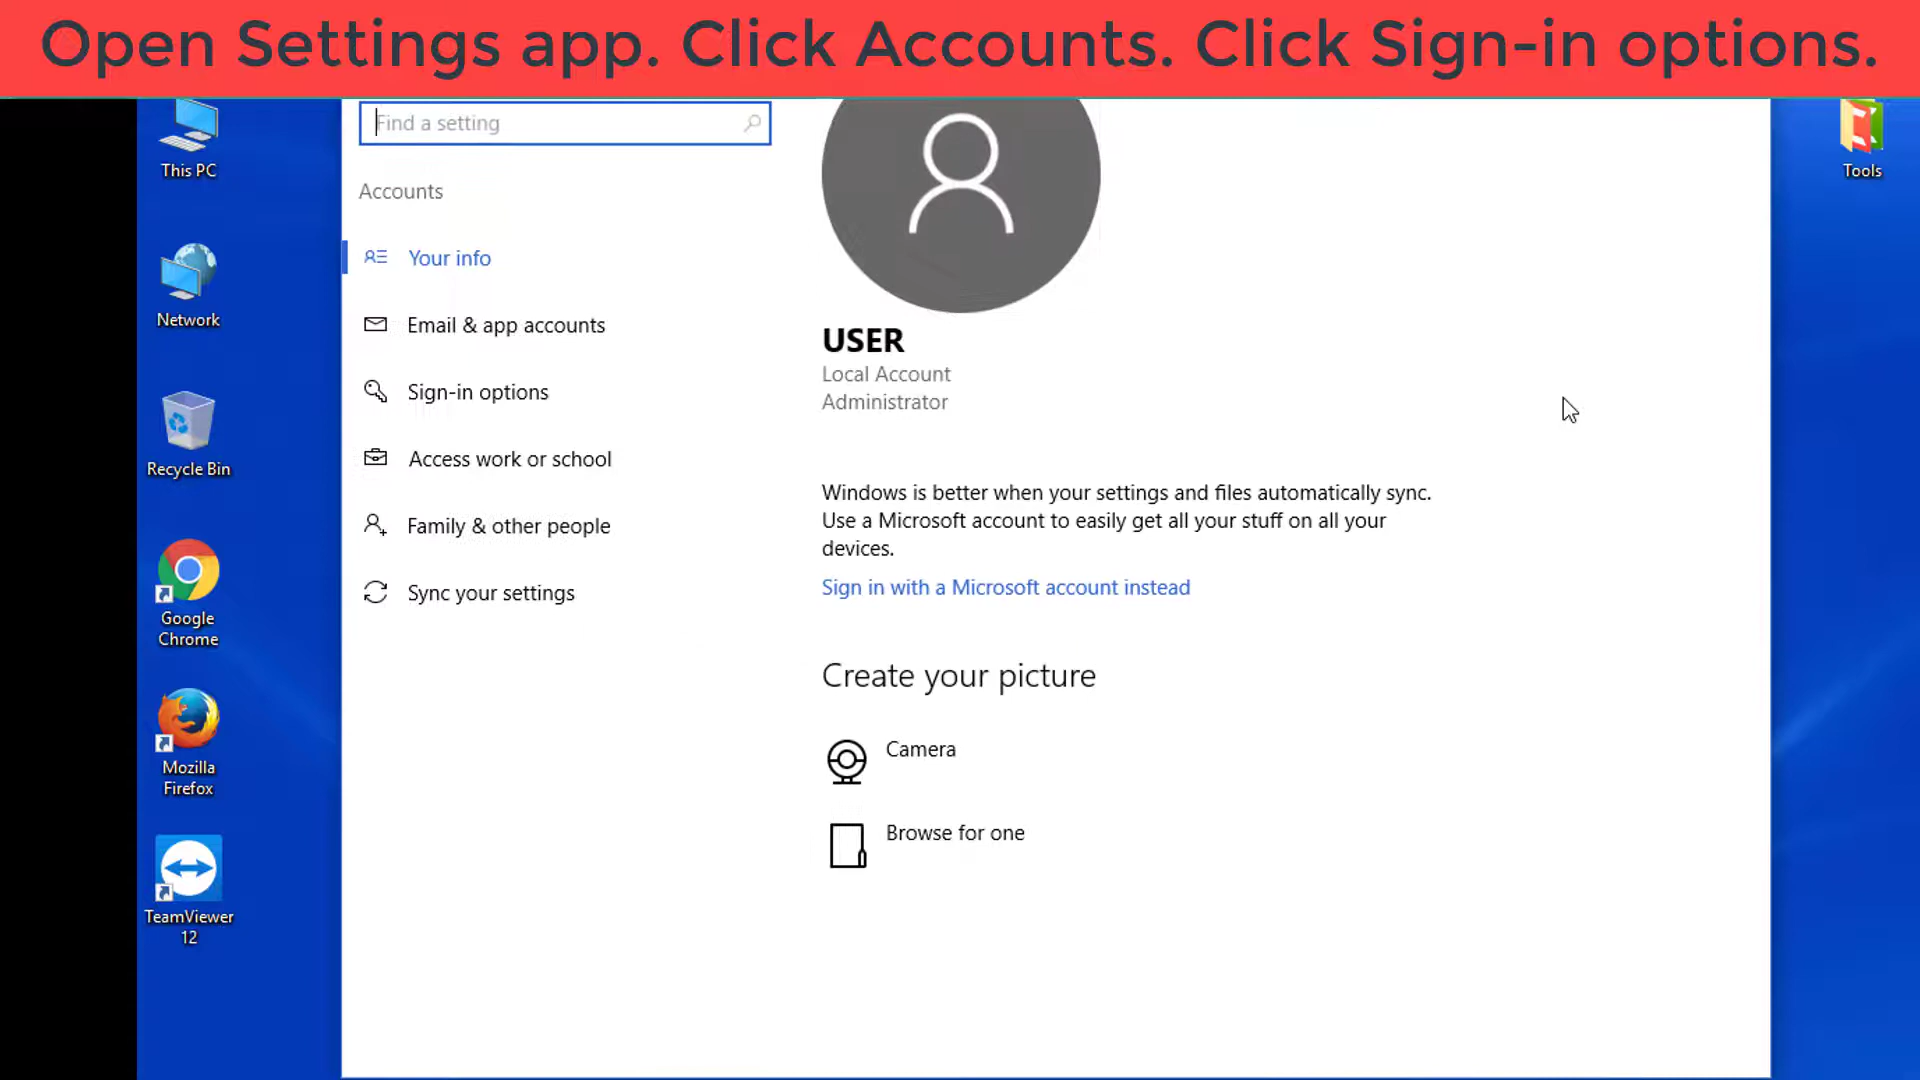 Open Settings app. Click Accounts. Click Sign-in options.
This PC
Network
Recycle Bin
Google
Chrome
Mozilla
Firefox
TeamViewer
12
Find a setting
Accounts
Your info
Email & app accounts
Sign-in options
Access work or school
Family & other people
Sync your settings
USER
Local Account
Administrator
Windows is better when your settings and files automatically sync.
Use a Microsoft account to easily get all your stuff on all your
devices.
Sign in with a Microsoft account instead
Create your picture
Camera
Browse for one
Tools